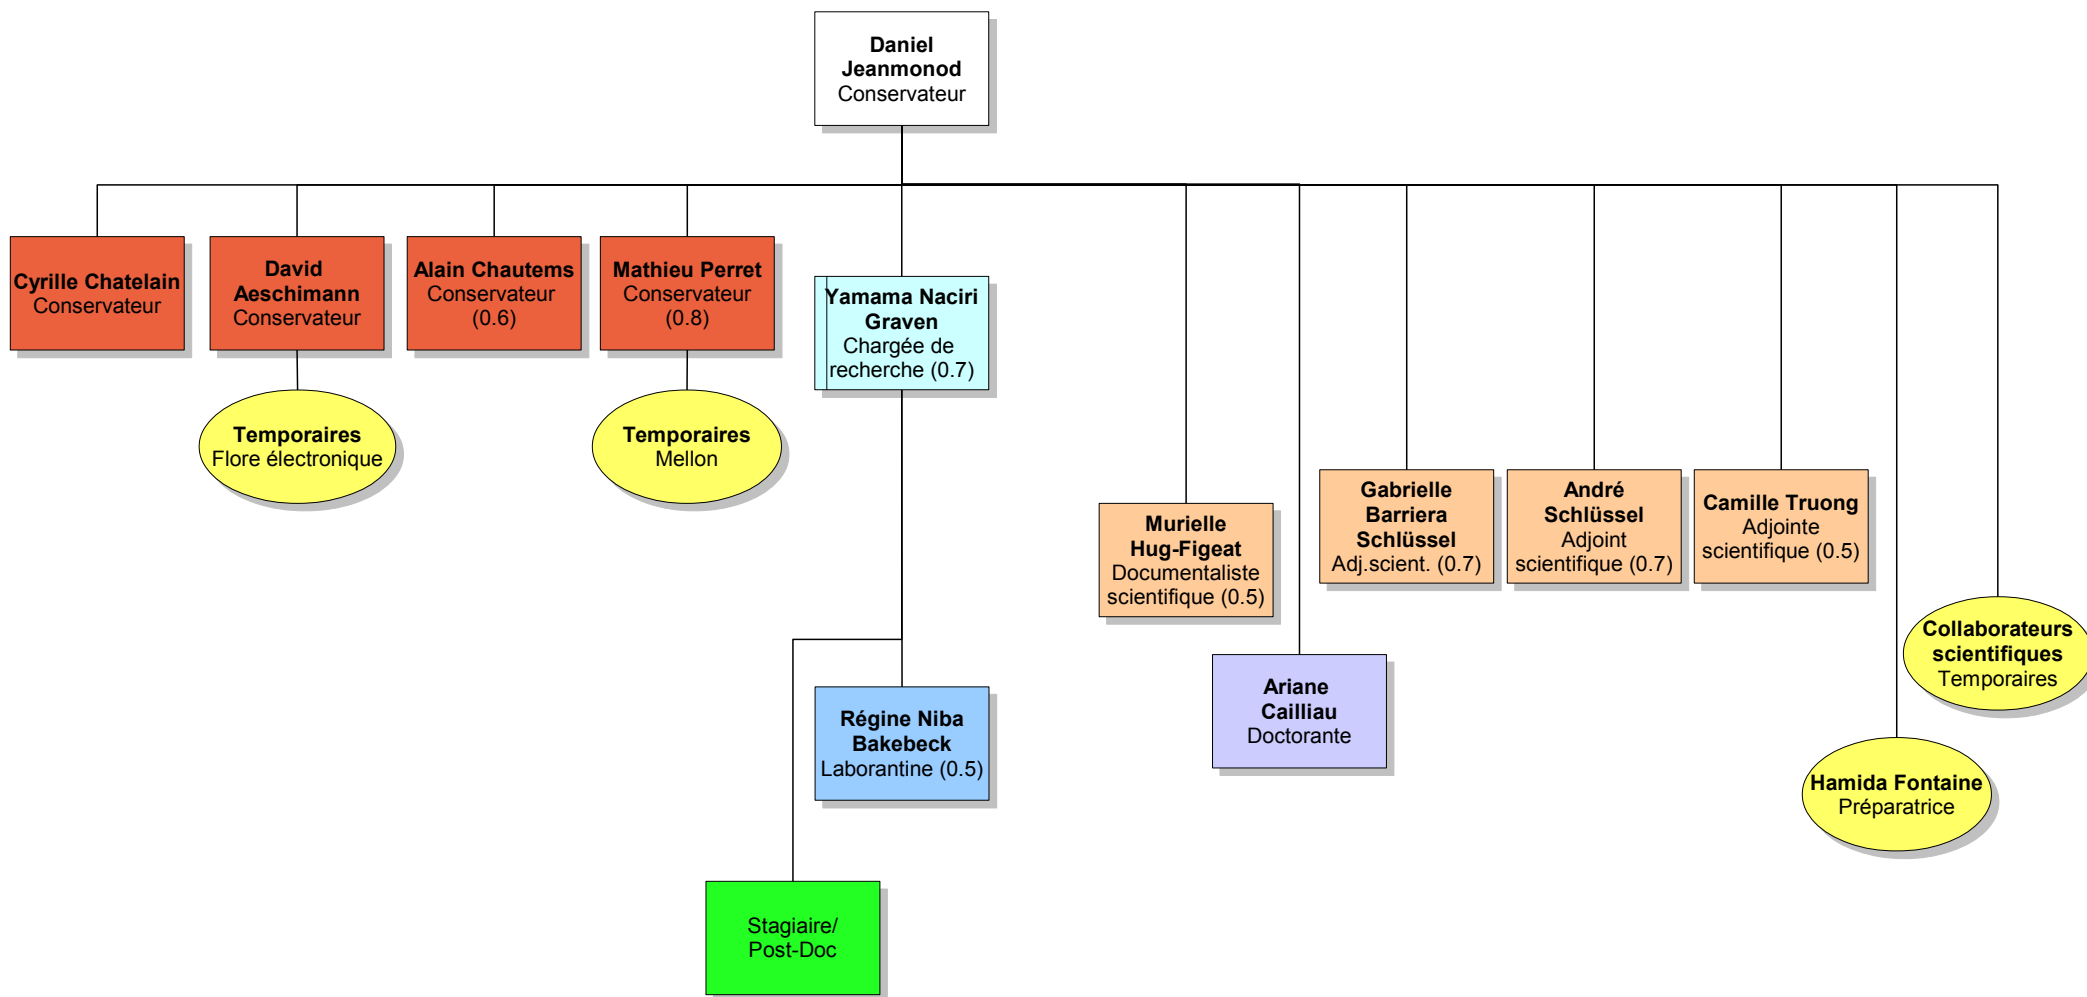 Daniel
Jeanmonod
Conservateur
Cyrille Chatelain
Conservateur
David
Aeschimann
Conservateur
Alain Chautems
Conservateur
(0.6)
Mathieu Perret
Conservateur
(0.8)
Yamama Naciri
Graven
Chargée de
recherche (0.7)
Temporaires
Flore électronique
Temporaires
Mellon
Murielle
Hug-Figeat
Documentaliste
scientifique (0.5)
Gabrielle
Barriera
Schlüssel
Adj.scient. (0.7)
André
Schlüssel
Adjoint
scientifique (0.7)
Camille Truong
Adjointe
scientifique (0.5)
Collaborateurs
scientifiques
Temporaires
Régine Niba
Bakebeck
Laborantine (0.5)
Ariane
Cailliau
Doctorante
Hamida Fontaine
Préparatrice
Stagiaire/
Post-Doc